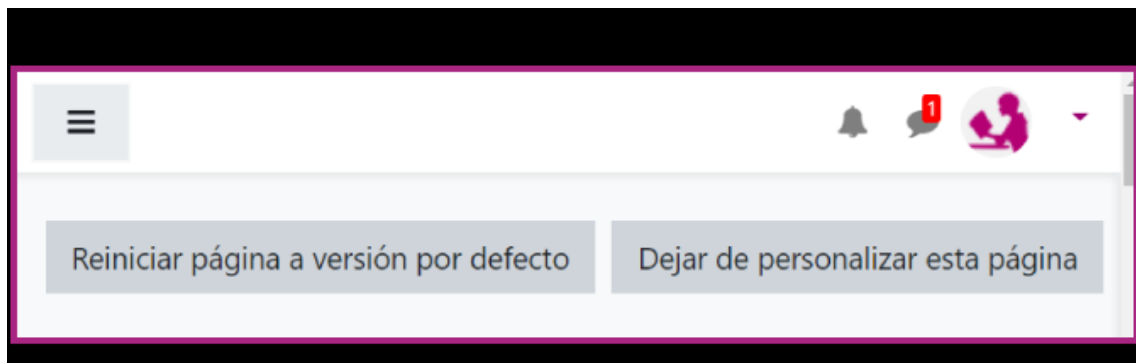 1
Reiniciar página a versión por defecto
Dejar de personalizar esta página